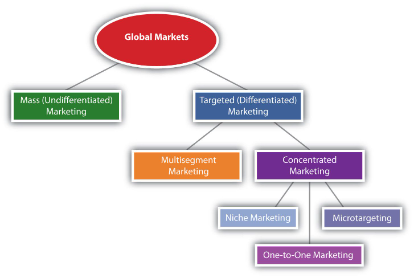 Global Markets
Mass (Undifferentiated)
Marketing
Targeted (Differentiated)
Marketing
Multisegment
Marketing
Concentrated
Marketing
Niche Marketing
Microtargeting
One-to-One Marketing